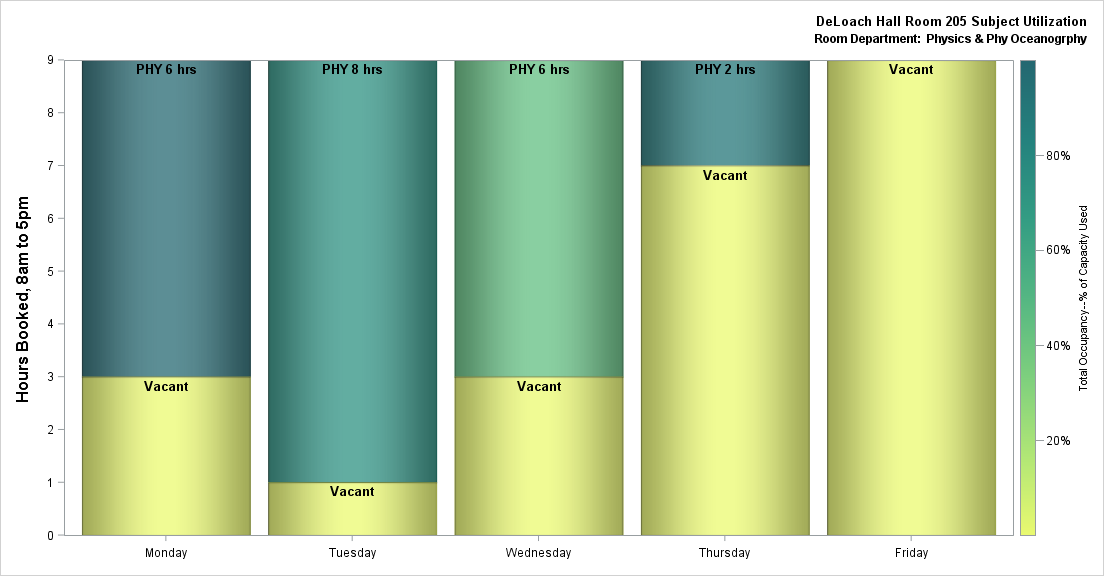 DeLoach Hall Room 205 Subject Utilization
Room Department:  Physics & Phy Oceanogrphy
Hours Booked, 8am to 5pm
9
8
7
6
5
4
3
2
1
0
PHY 6 hrs
Vacant
PHY 8 hrs
Vacant
PHY 6 hrs
Vacant
PHY 2 hrs
Vacant
Vacant
Monday
Tuesday
Wednesday
Thursday
Friday
80%
60%
40%
20%
Total Occupancy--% of Capacity Used